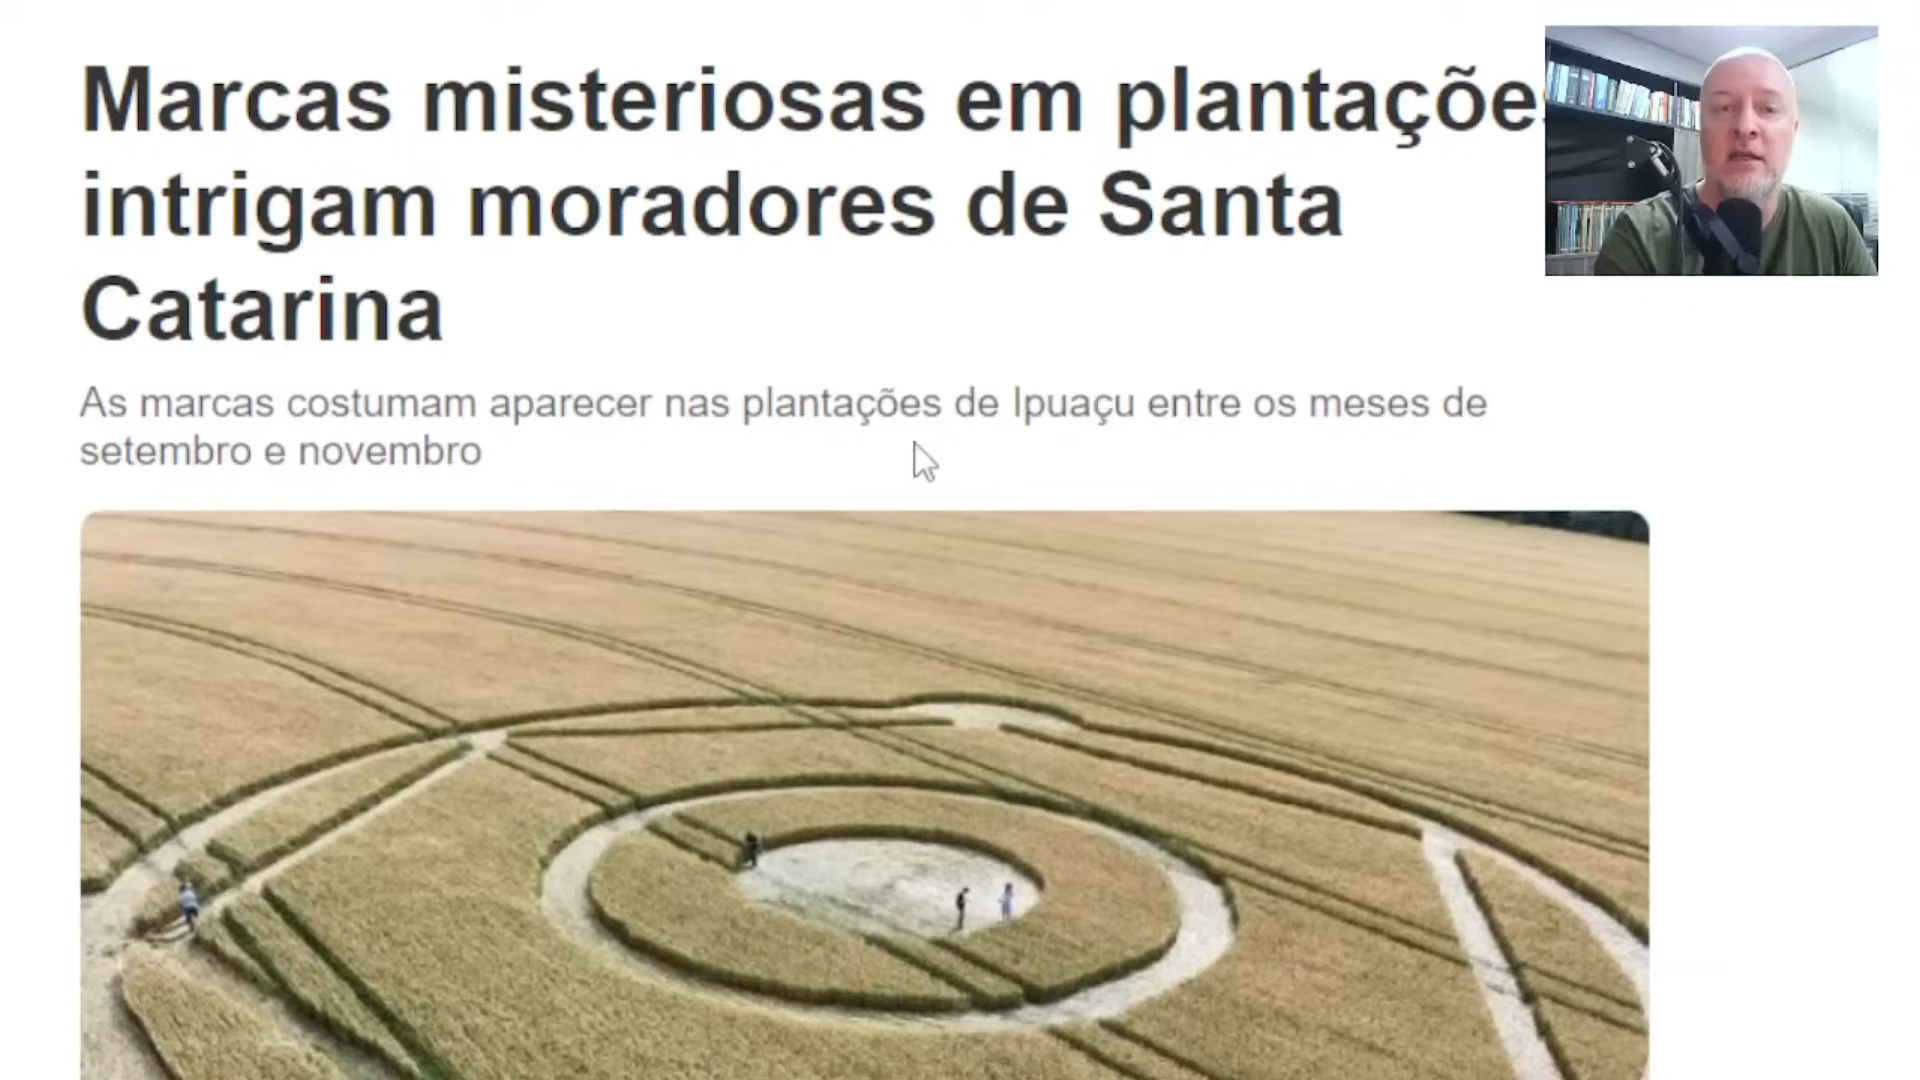 Marcas misteriosas em plantações
intrigam moradores de Santa
Catarina
As marcas costumam aparecer nas plantações de Ipuaçu entre os meses de
setembro e novembro